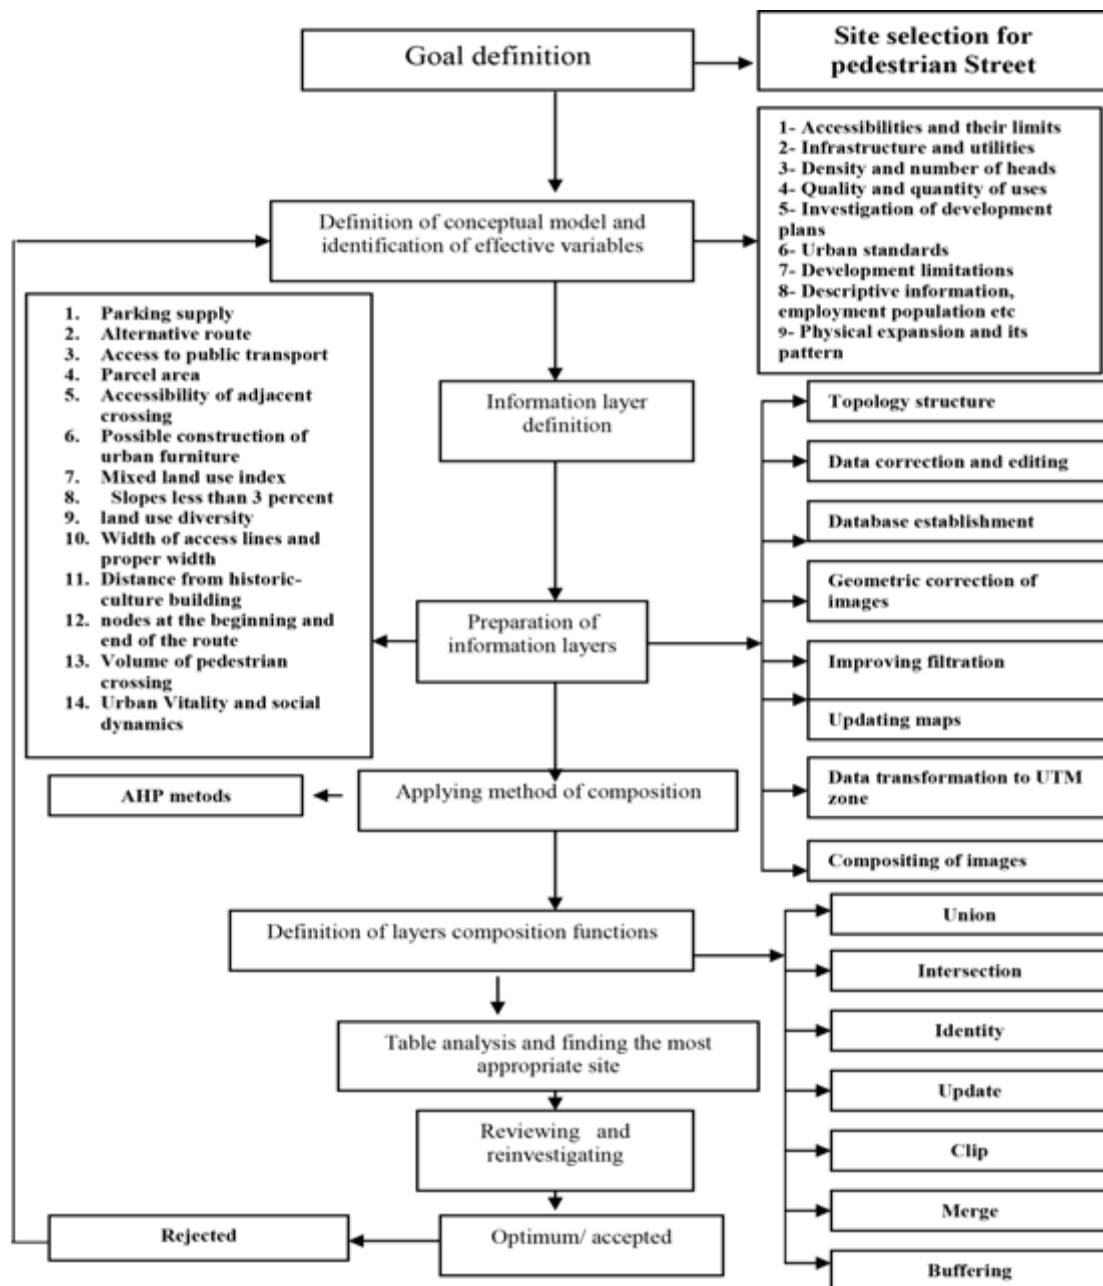 Goal definition
Site selection for
pedestrian Street
1- Accessibilities and their limits
2- Infrastructure and utilities
3- Density and number of heads
4- Quality and quantity of uses
5- Investigation of development
plans
6- Urban standards
7- Development limitations
8- Descriptive information,
employment population etc
9- Physical expansion and its
pattern
Definition of conceptual model and
identification of effective variables
1. Parking supply
2. Alternative route
3. Access to public transport
4. Parcel area
5. Accessibility of adjacent
crossing
6. Possible construction of
urban furniture
7. Mixed land use index
8. Slopes less than 3 percent
9. land use diversity
10. Width of access lines and
proper width
11. Distance from historic-
culture building
12. nodes at the beginning and
end of the route
13. Volume of pedestrian
crossing
14. Urban Vitality and social
dynamics
Information layer
definition
Topology structure
Data correction and editing
Database establishment
Geometric correction of
images
Preparation of
information layers
Improving filtration
Updating maps
Data transformation to UTM
zone
Compositing of images
AHP metods
Applying method of composition
Definition of layers composition functions
Union
Intersection
Identity
Update
Clip
Merge
Buffering
Table analysis and finding the most
appropriate site
Reviewing and
reinvestigating
Optimum/ accepted
Rejected